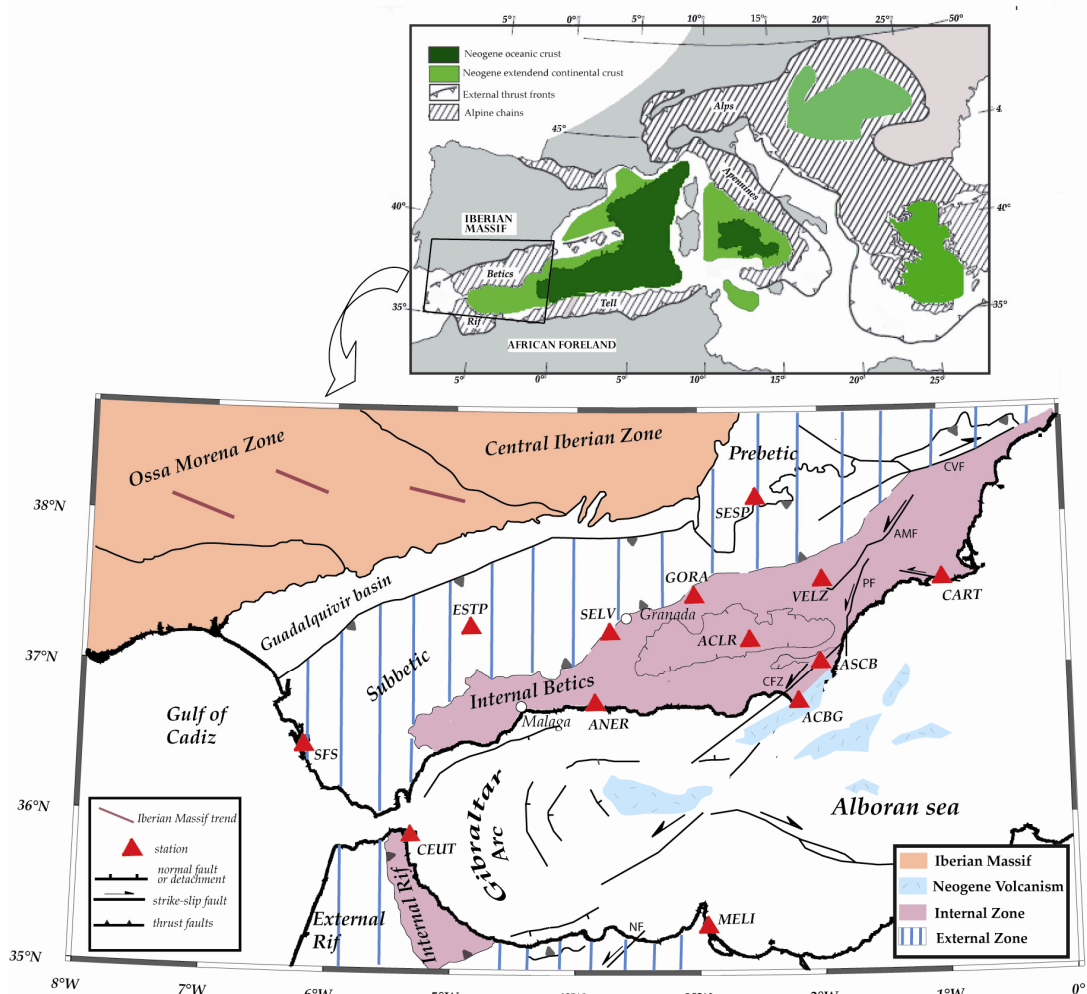 5° 0° 5° 10° 15° 20° 25° 50°
Neogene oceanic crust
Neogene extendend continental crust
External thrust fronts
Alpine chains
Alps
45°
Apennines
40°
40°
IBERIAN
MASSIF
Betics
35°
Tell
35°
Rif
AFRICAN FORELAND
5° 0° 5° 10° 15° 20° 25°
Ossa Morena Zone
Central Iberian Zone
Prebetic
CVF
38°N
SESP
AMF
Guadalquivir basin
GORA
PF
VELZ
CART
ESTP
SELV
Granada
ACLR
37°N
Subbetic
ASCB
Internal Betics
CFZ
Malaga
ANER
ACBG
Gulf of
Cadiz
SFS
36°N
Gibraltar
Arc
Alboran sea
Iberian Massif trend
station
normal fault
or detachment
strike-slip fault
thrust faults
CEUT
Iberian Massif
Neogene Volcanism
Internal Zone
External Zone
External
Rif
Internal Rif
MELI
NF
35°N
8°W 7°W 6°W 2°W 1°W 0°